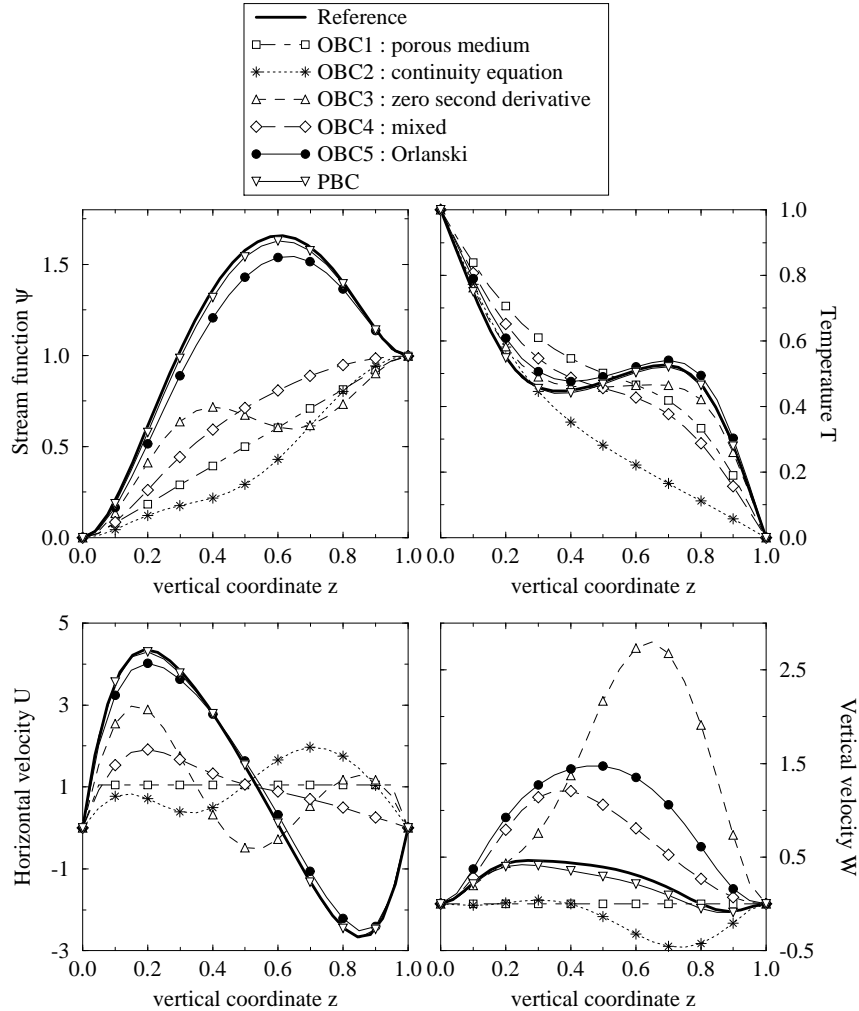 Reference
OBC1 : porous medium
OBC2 : continuity equation
OBC3 : zero second derivative
OBC4 : mixed
OBC5 : Orlanski
PBC
Stream function ψ
1.5
1.0
0.5
0.0
0.0 0.2 0.4 0.6 0.8 1.0
vertical coordinate z
Temperature T
1.0
0.8
0.6
0.4
0.2
0.0
0.0 0.2 0.4 0.6 0.8 1.0
vertical coordinate z
Horizontal velocity U
5
3
1
-1
-3
0.0 0.2 0.4 0.6 0.8 1.0
vertical coordinate z
Vertical velocity W
2.5
1.5
0.5
-0.5
0.0 0.2 0.4 0.6 0.8 1.0
vertical coordinate z